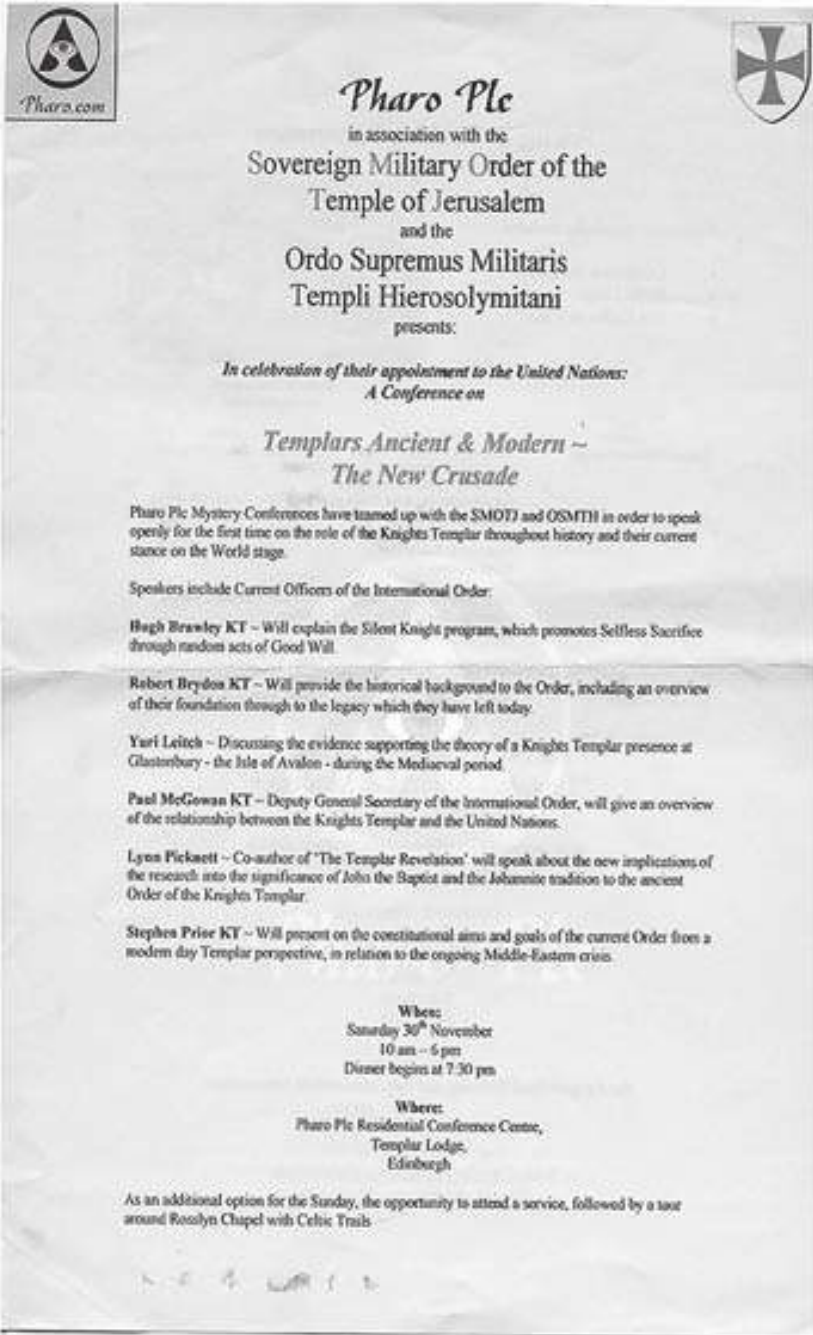 Pharo.com
Pharo Plc
in association with the
Sovereign Military Order of the
Temple of Jerusalem
and the
Ordo Supremus Militaris
Templi Hierosolymitani
presents:
In celebration of their appointment to the United Nations:
A Conference on
Templars Ancient & Modern ~
The New Crusade
Pharo Plc Mystery Conferences have teamed up with the SMOTJ and OSMTH in order to speak
openly for the first time on the role of the Knights Templar throughout history and their current
stance on the World stage.
Speakers include Current Officers of the International Order:
Hugh Brawley KT ~ Will explain the Silent Knight program, which promotes Selfless Sacrifice
through random acts of Good Will.
Robert Brydon KT ~ Will provide the historical background to the Order, including an overview
of their foundation through to the legacy which they have left today.
Yuri Leitch ~ Discussing the evidence supporting the theory of a Knights Templar presence at
Glastonbury - the Isle of Avalon - during the Mediaeval period.
Paul McGowan KT ~ Deputy General Secretary of the International Order, will give an overview
of the relationship between the Knights Templar and the United Nations.
Lynn Picknett ~ Co-author of 'The Templar Revelation' will speak about the new implications of
the research into the significance of John the Baptist and the Johannite tradition to the ancient
Order of the Knights Templar.
Stephen Prior KT ~ Will present on the constitutional aims and goals of the current Order from a
modern day Templar perspective, in relation to the ongoing Middle-Eastern crisis.
When:
Saturday 30th November
10 am – 6 pm
Dinner begins at 7:30 pm
Where:
Pharo Plc Residential Conference Centre,
Templar Lodge,
Edinburgh
As an additional option for the Sunday, the opportunity to attend a service, followed by a tour
around Rosslyn Chapel with Celtic Trails